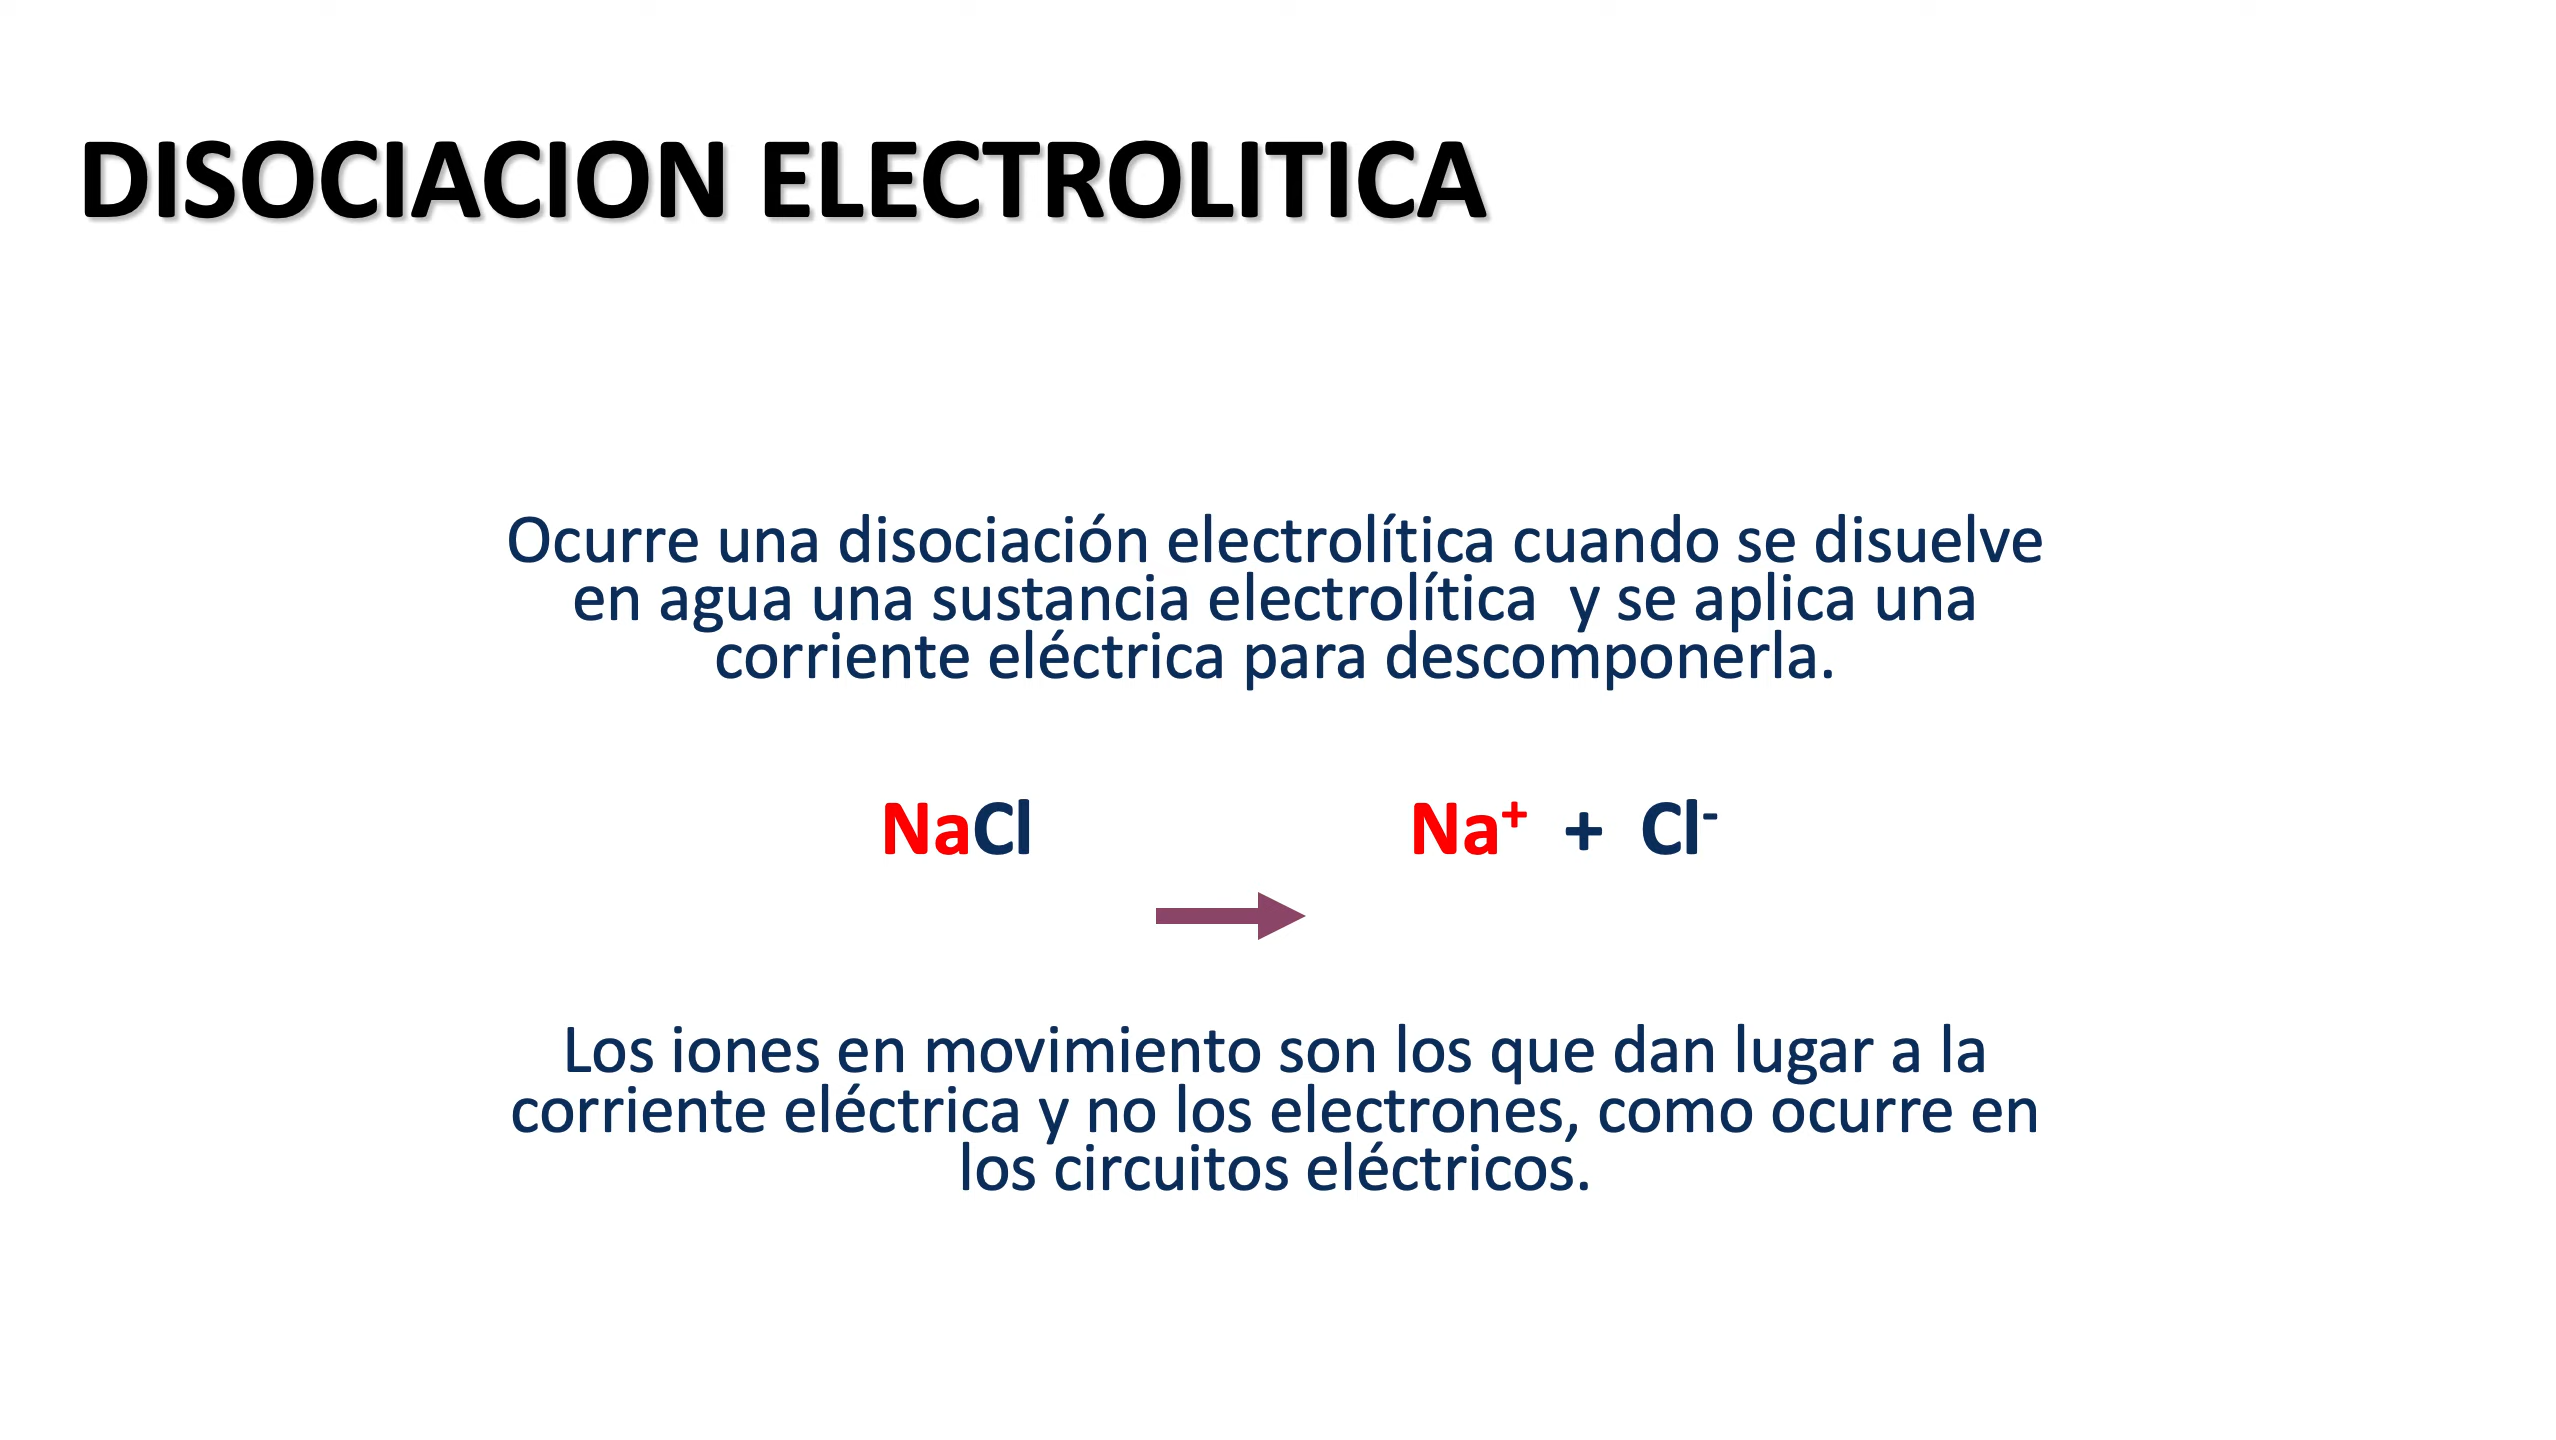 DISOCIACION ELECTROLITICA
Ocurre una disociación electrolítica cuando se disuelve
en agua una sustancia electrolítica  y se aplica una
corriente eléctrica para descomponerla.
NaCl Na⁺ + Cl⁻
Los iones en movimiento son los que dan lugar a la
corriente eléctrica y no los electrones, como ocurre en
los circuitos eléctricos.